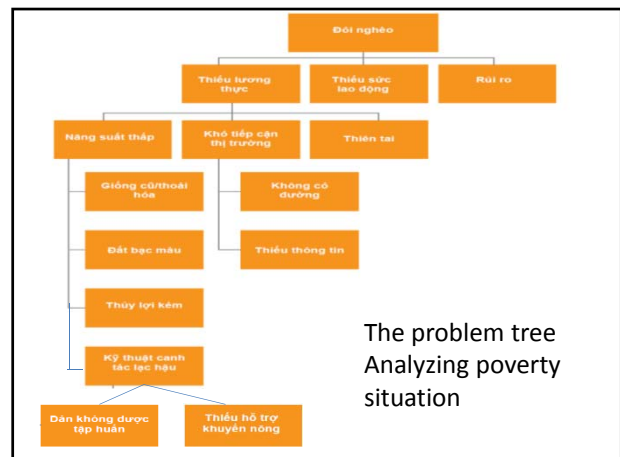 Đói nghèo
Thiếu lương
thực
Thiếu sức
lao động
Rủi ro
Năng suất thấp
Khó tiếp cận
thị trường
Thiên tai
Giống cũ/thoái
hóa
Không có
đường
Đất bạc màu
Thiếu thông tin
Thủy lợi kém
Kỹ thuật canh
tác lạc hậu
Dân không được
tập huấn
Thiếu hỗ trợ
khuyến nông
The problem tree
Analyzing poverty
situation